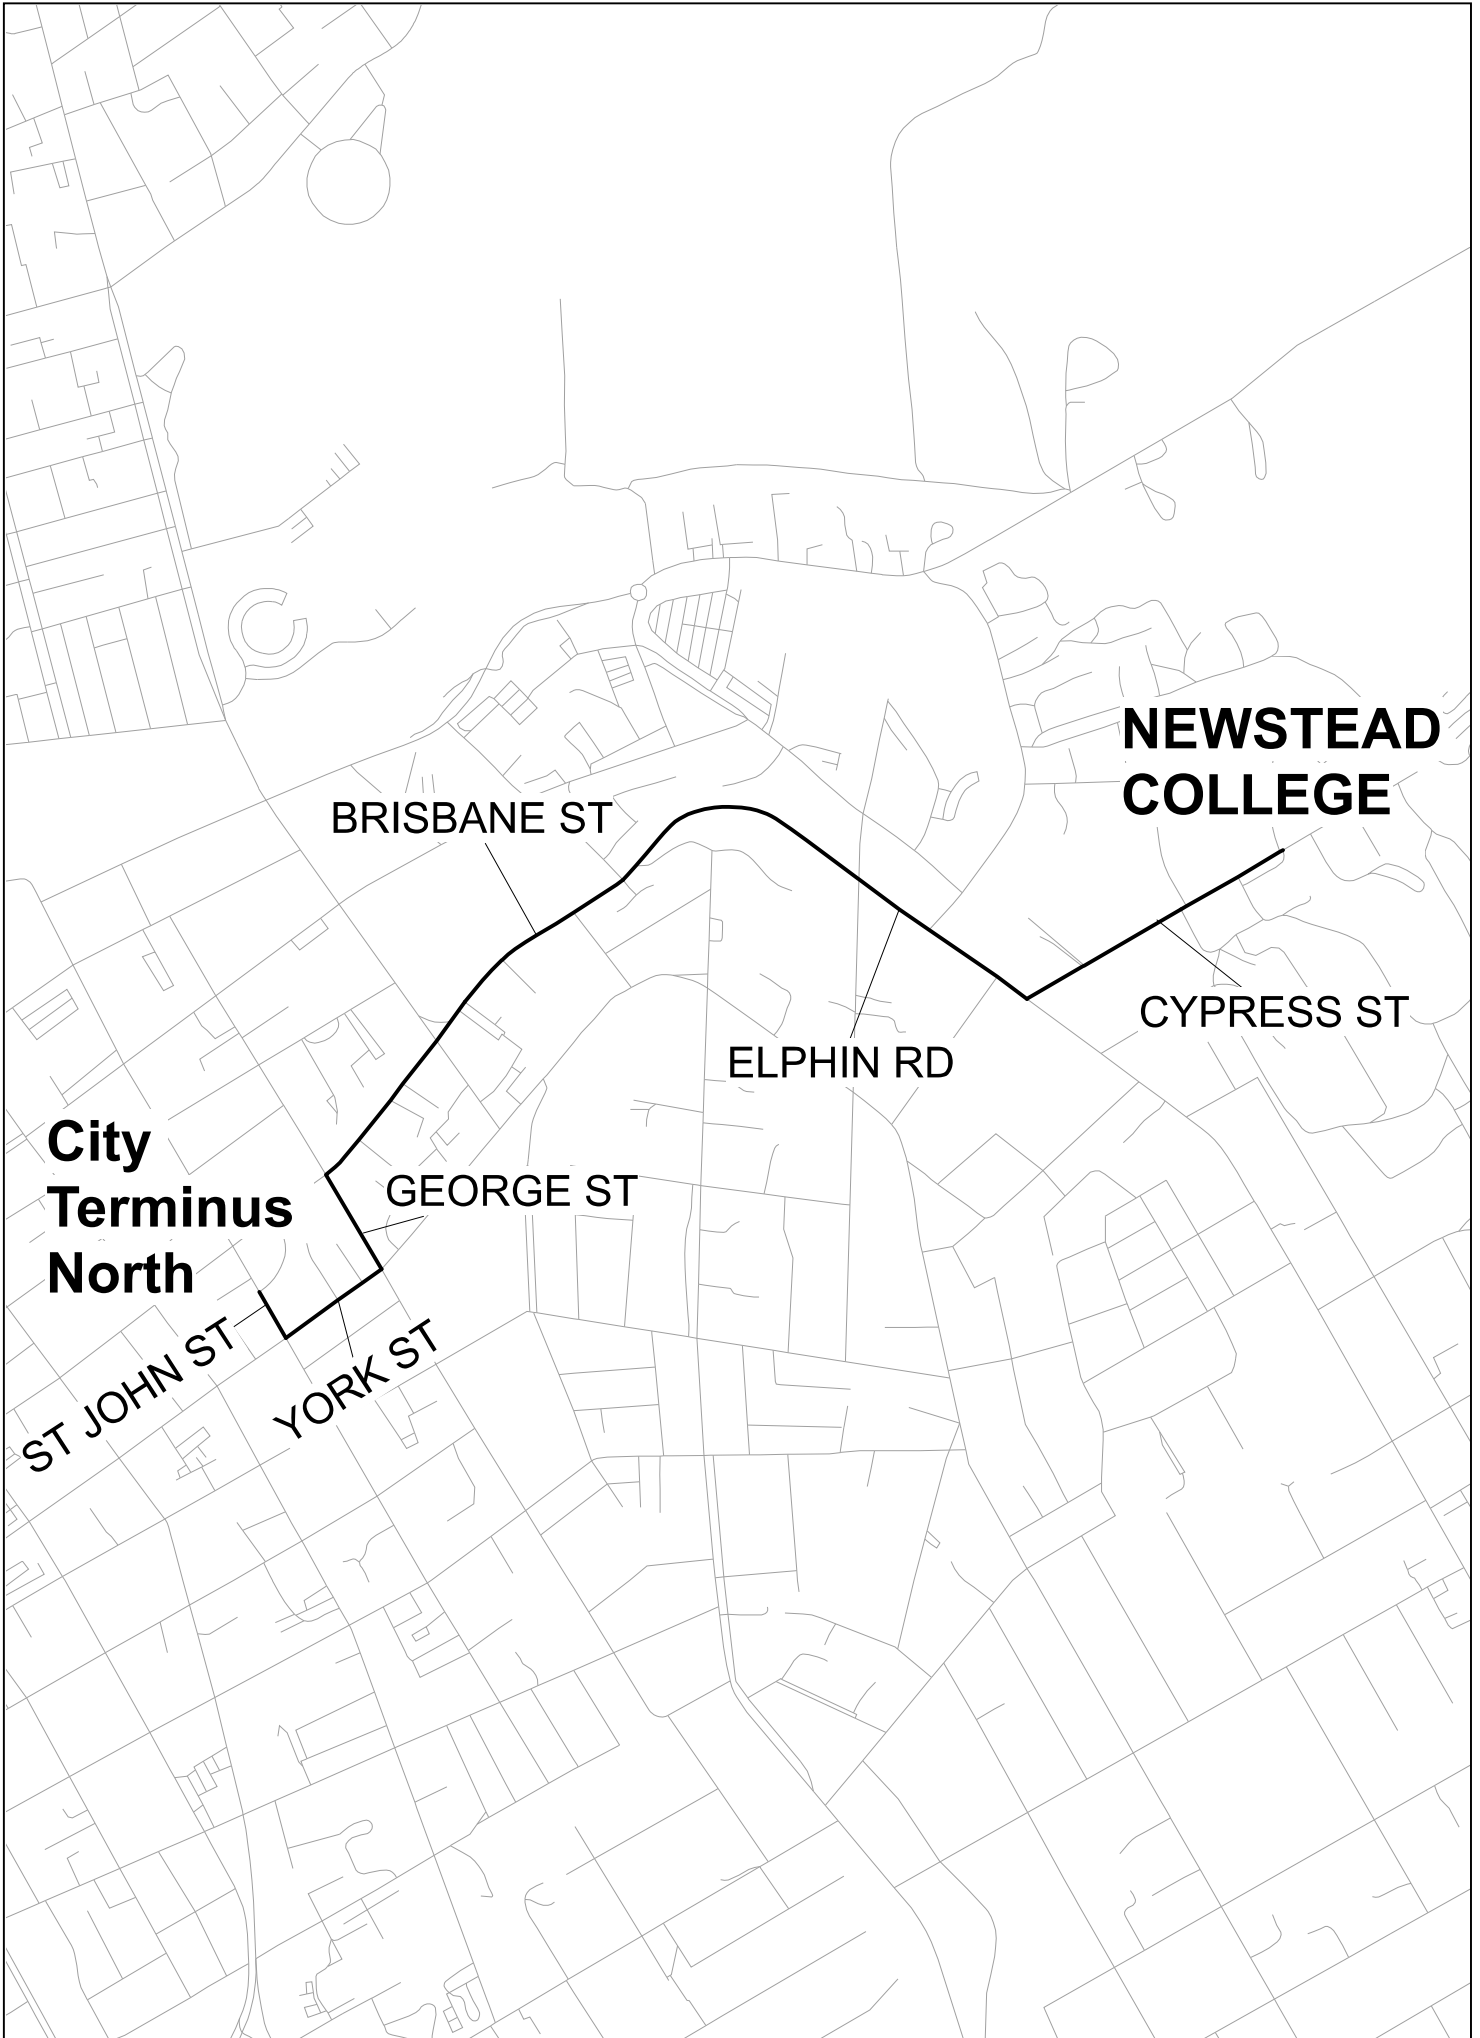 NEWSTEAD
COLLEGE
BRISBANE ST
CYPRESS ST
ELPHIN RD
City
Terminus
North
GEORGE ST
ST JOHN ST
YORK ST